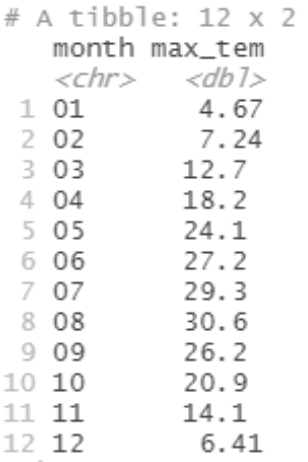 # A tibble: 12 x 2
month max_tem
<chr> <dbl>
1 01 4.67
2 02 7.24
3 03 12.7
4 04 18.2
5 05 24.1
6 06 27.2
7 07 29.3
8 08 30.6
9 09 26.2
10 10 20.9
11 11 14.1
12 12 6.41